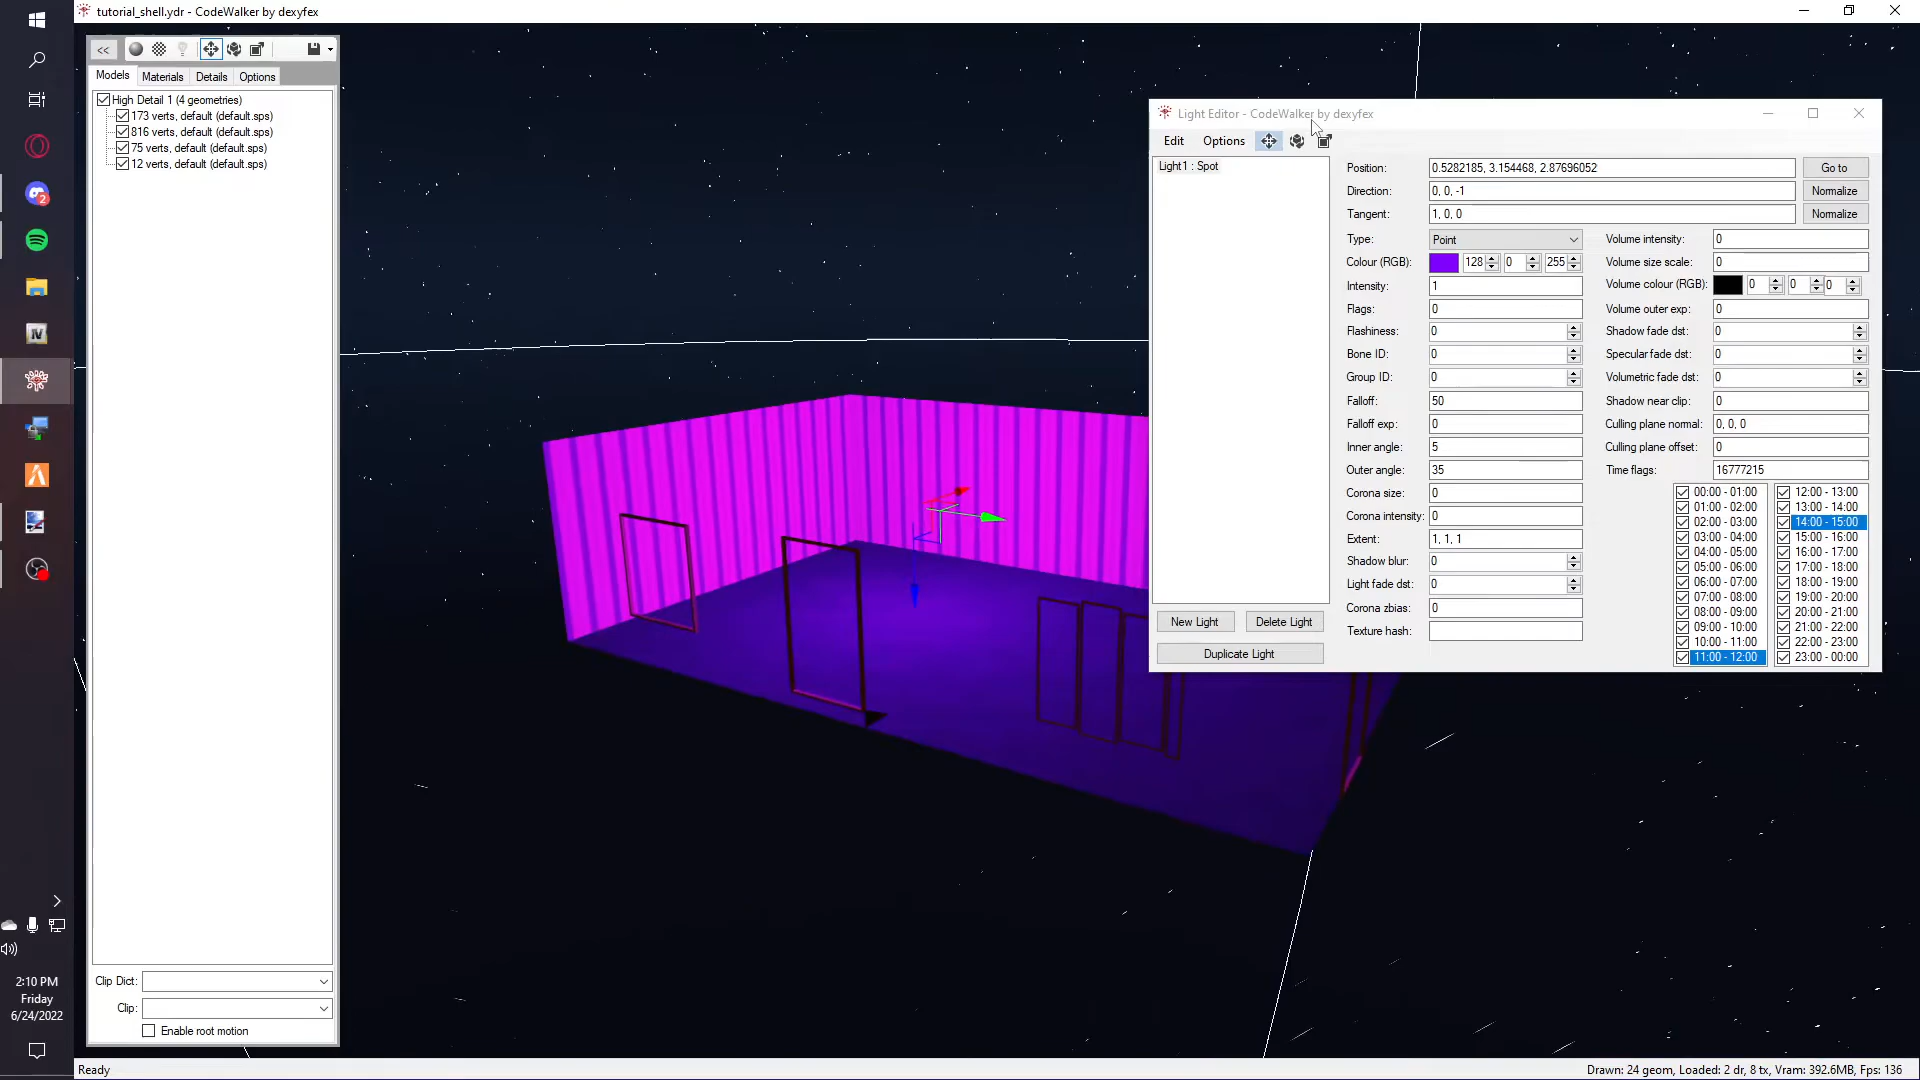 tutorial_shell.ydr - CodeWalker by dexyfex
<<
Models Materials Details Options
High Detail 1 (4 geometries)
173 verts, default (default.sps)
816 verts, default (default.sps)
75 verts, default (default.sps)
12 verts, default (default.sps)
Clip Dict:
Clip:
Enable root motion
Light Editor - CodeWalker by dexyfex
Edit Options
Light1 : Spot
New Light Delete Light
Duplicate Light
Position: 0.5282185, 3.154468, 2.87696052 Go to
Direction: 0, 0, -1 Normalize
Tangent: 1, 0, 0 Normalize
Type: Point
Colour (RGB): 128 0 255
Intensity: 1
Flags: 0
Flashiness: 0
Bone ID: 0
Group ID: 0
Falloff: 50
Falloff exp: 0
Inner angle: 5
Outer angle: 35
Corona size: 0
Corona intensity: 0
Extent: 1, 1, 1
Shadow blur: 0
Light fade dst: 0
Corona zbias: 0
Texture hash:
Volume intensity: 0
Volume size scale: 0
Volume colour (RGB): 0 0 0
Volume outer exp: 0
Shadow fade dst: 0
Specular fade dst: 0
Volumetric fade dst: 0
Shadow near clip: 0
Culling plane normal: 0, 0, 0
Culling plane offset: 0
Time flags: 16777215
00:00 - 01:00 12:00 - 13:00
01:00 - 02:00 13:00 - 14:00
02:00 - 03:00 14:00 - 15:00
03:00 - 04:00 15:00 - 16:00
04:00 - 05:00 16:00 - 17:00
05:00 - 06:00 17:00 - 18:00
06:00 - 07:00 18:00 - 19:00
07:00 - 08:00 19:00 - 20:00
08:00 - 09:00 20:00 - 21:00
09:00 - 10:00 21:00 - 22:00
10:00 - 11:00 22:00 - 23:00
11:00 - 12:00 23:00 - 00:00
2
IV
2:10 PM
Friday
6/24/2022
Ready
Drawn: 24 geom, Loaded: 2 dr, 8 tx, Vram: 392.6MB, Fps: 136